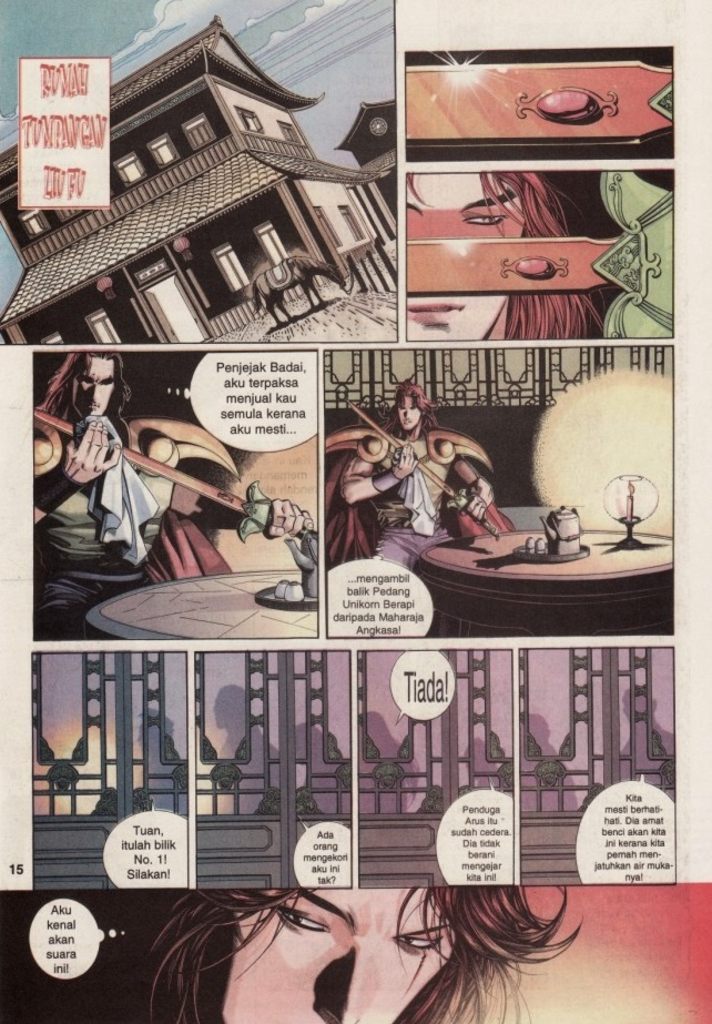 RUMAH
TUMPANGAN
LIU FU
Penjejak Badai,
aku terpaksa
menjual kau
semula kerana
aku mesti...
...mengambil
balik Pedang
Unikorn Berapi
daripada Maharaja
Angkasa!
Tuan,
itulah bilik
No. 1!
Silakan!
Ada
orang
mengekori
aku ini
tak?
Tiada!
Penduga
Arus itu
sudah cedera.
Dia tidak
berani
mengejar
kita ini!
Kita
mesti berhati-
hati. Dia amat
benci akan kita
ini kerana kita
pernah men-
jatuhkan air muka-
nya!
15
Aku
kenal
akan
suara
ini!